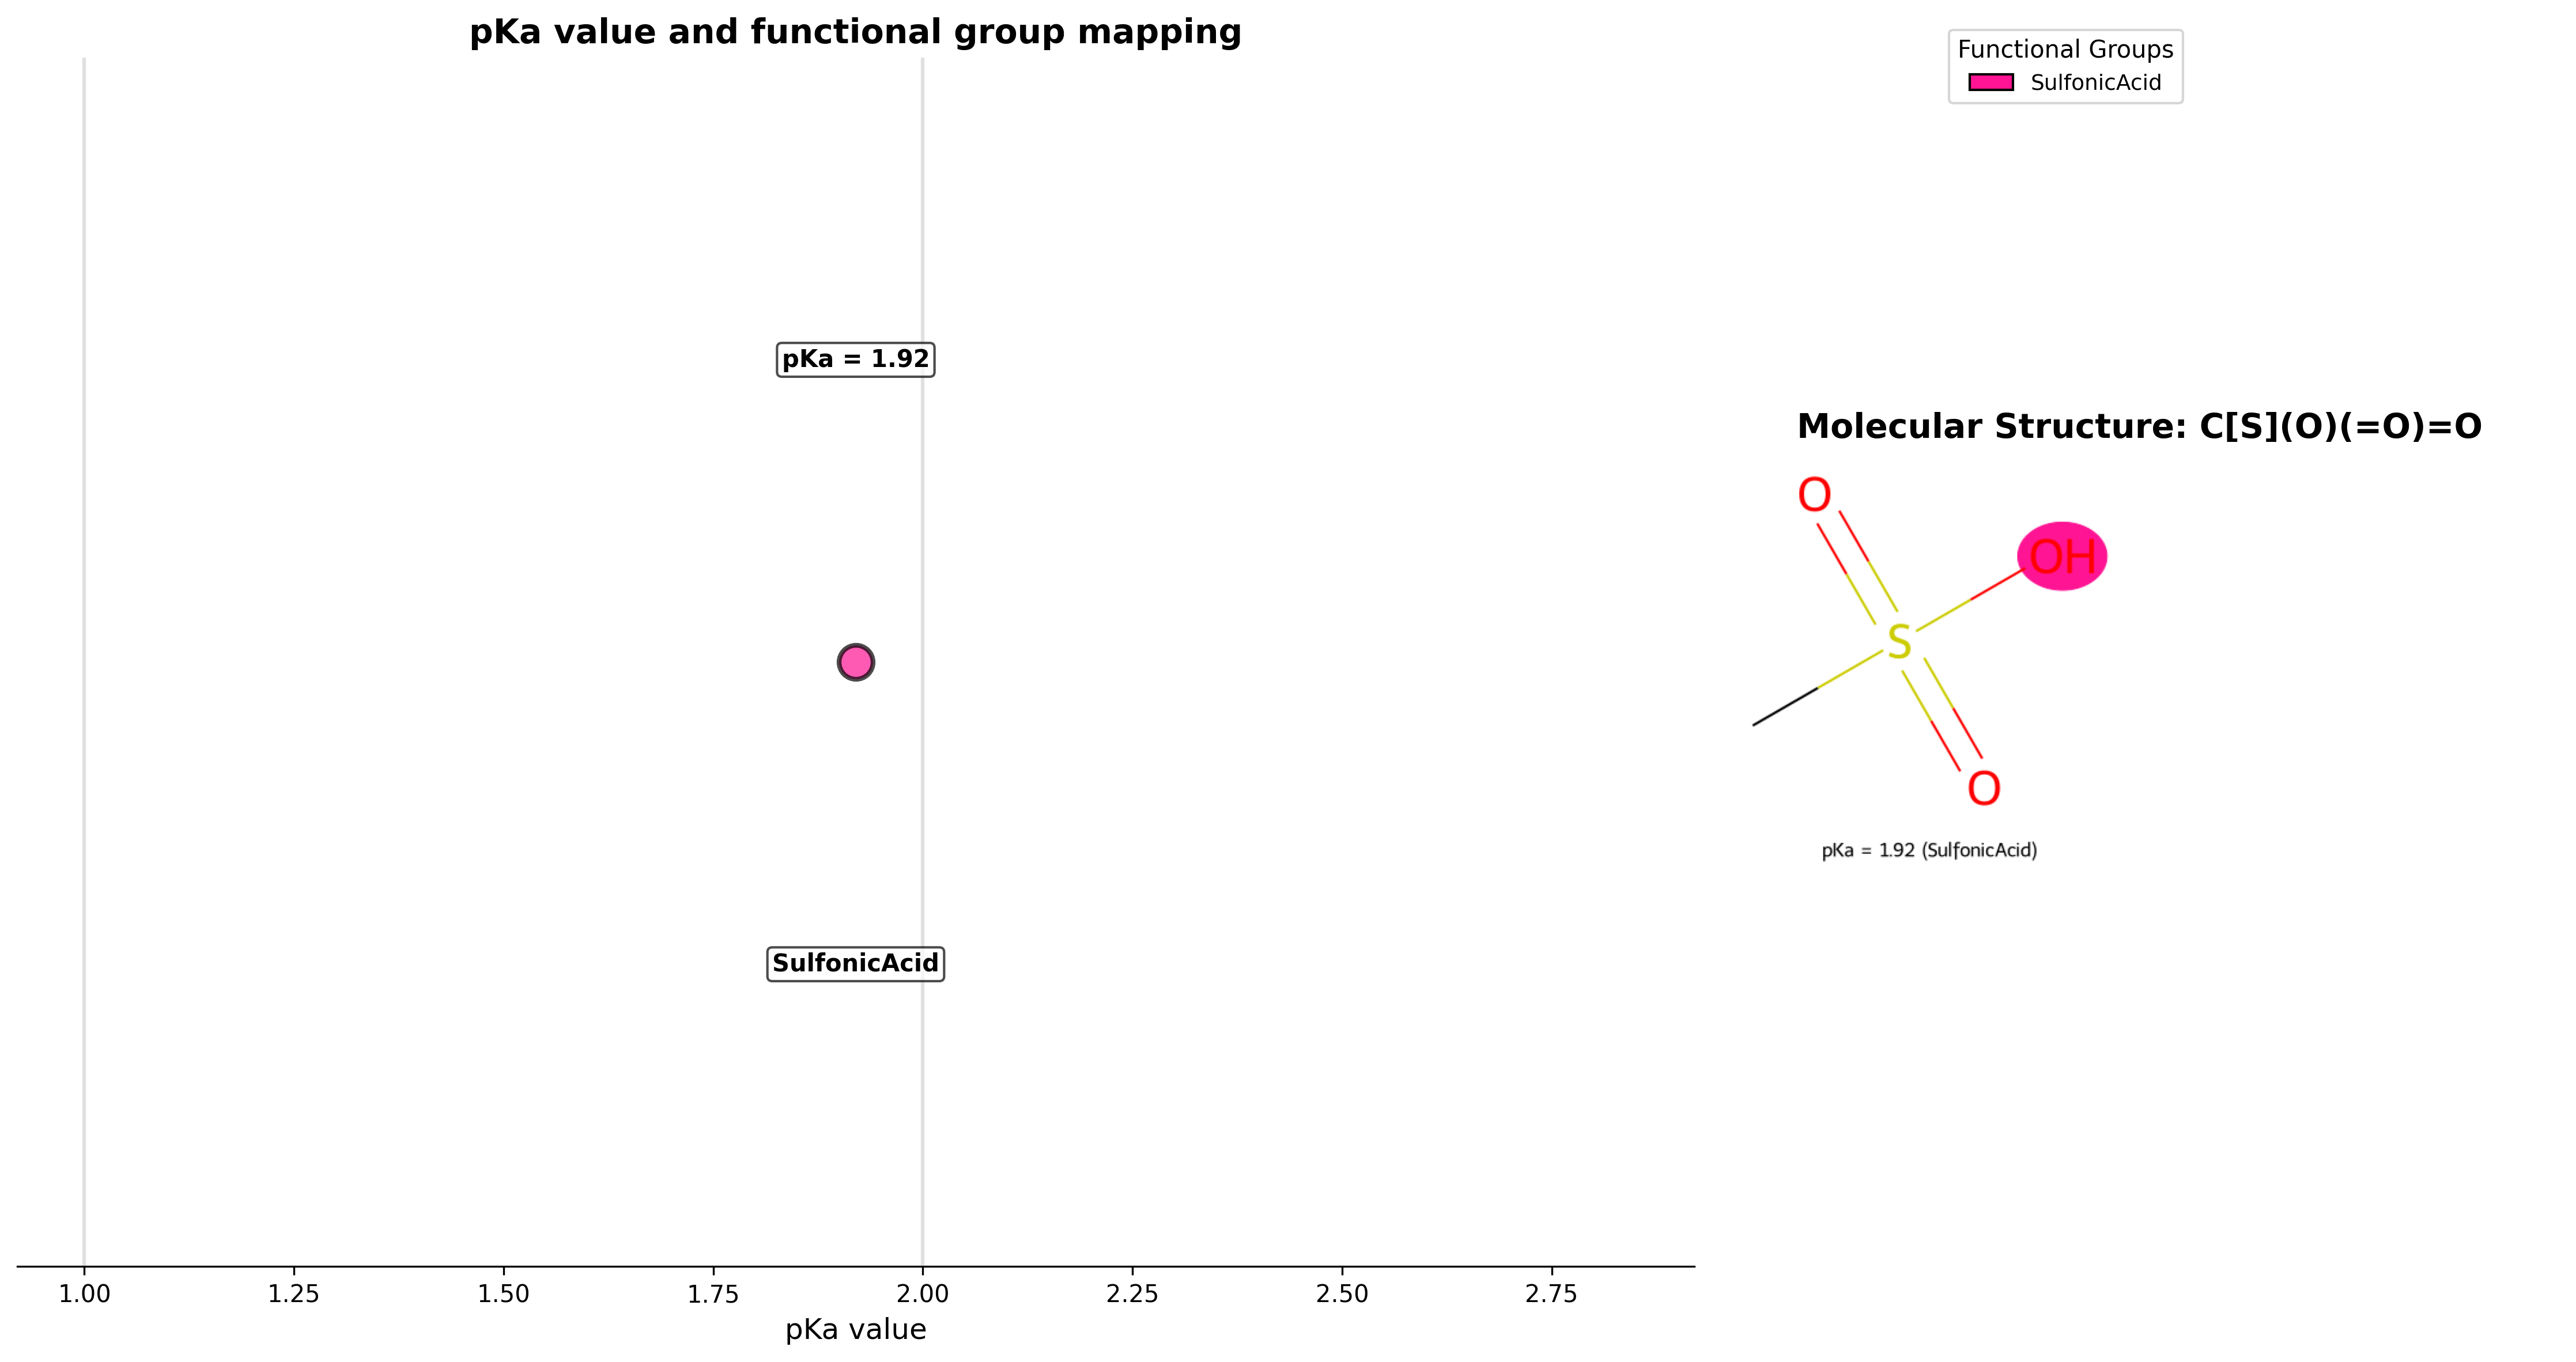 pKa value and functional group mapping
Functional Groups
SulfonicAcid
pKa = 1.92
SulfonicAcid
1.00 1.25 1.50 1.75 2.00 2.25 2.50 2.75
pKa value
Molecular Structure: C[S](O)(=O)=O
O
OH
S
O
pKa = 1.92 (SulfonicAcid)